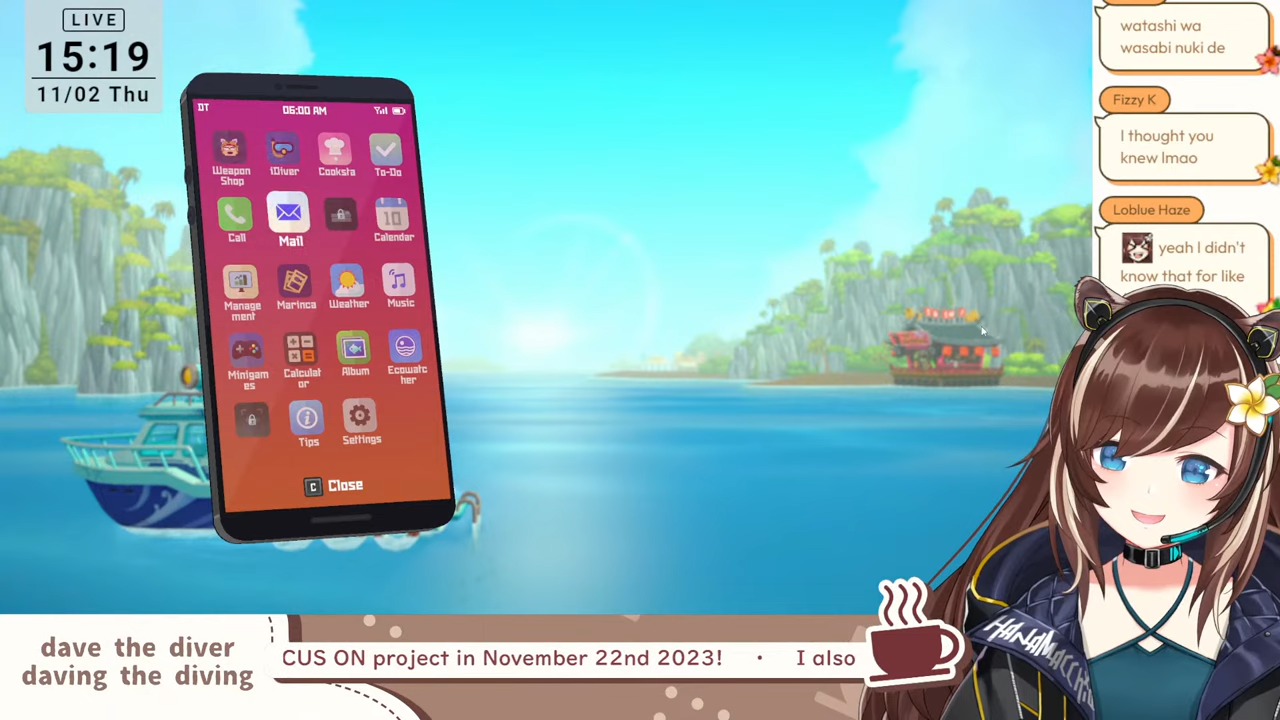 LIVE
15:19
11/02 Thu
DT
06:00 AM
Weapon
Shop
iDiver
Cooksta
To-Do
Call
Mail
10
Calendar
Manage
ment
Marinca
Weather
Music
Minigam
es
Calculat
or
Album
Ecowatc
her
Tips
Settings
C Close
watashi wa
wasabi nuki de
Fizzy K
I thought you
knew lmao
Loblue Haze
yeah I didn't
know that for like
dave the diver
daving the diving
CUS ON project in November 22nd 2023! • I also